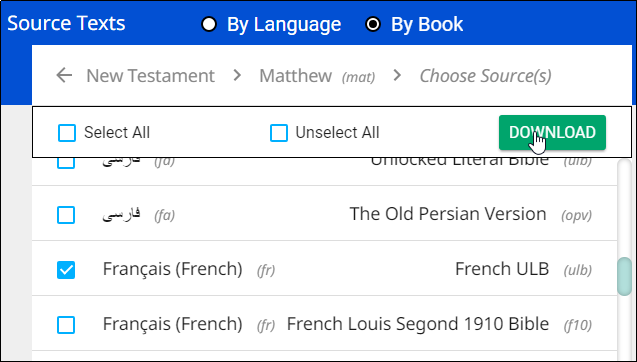 Source Texts By Language By Book
New Testament Matthew (mat) Choose Source(s)
Select All Unselect All DOWNLOAD
فارسی (fa) Unlocked Literal Bible (ulb)
فارسی (fa) The Old Persian Version (opv)
Français (French) (fr) French ULB (ulb)
Français (French) (fr) French Louis Segond 1910 Bible (f10)